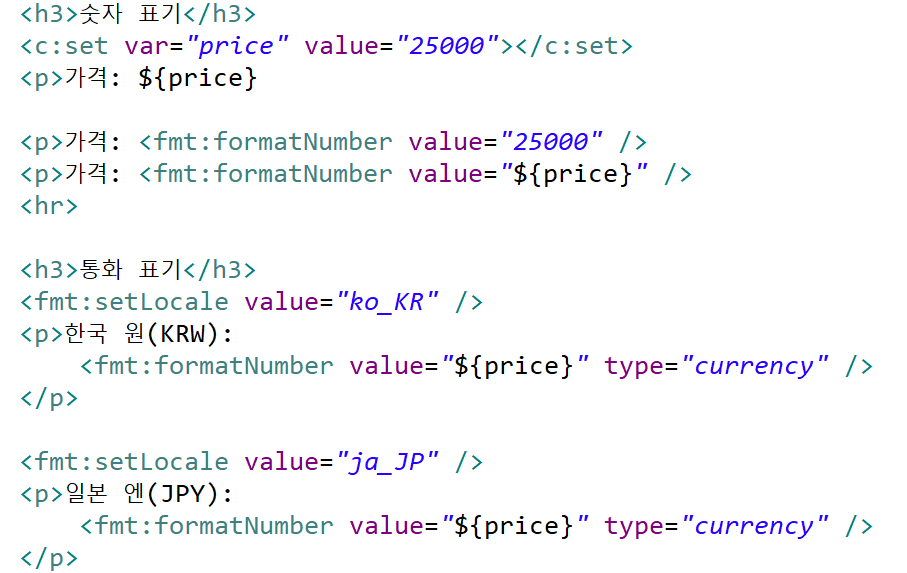 <h3>숫자 표기</h3>
<c:set var="price" value="25000"></c:set>
<p>가격: ${price}
<p>가격: <fmt:formatNumber value="25000" />
<p>가격: <fmt:formatNumber value="${price}" />
<hr>
<h3>통화 표기</h3>
<fmt:setLocale value="ko_KR" />
<p>한국 원(KRW):
<fmt:formatNumber value="${price}" type="currency" />
</p>
<fmt:setLocale value="ja_JP" />
<p>일본 엔(JPY):
<fmt:formatNumber value="${price}" type="currency" />
</p>